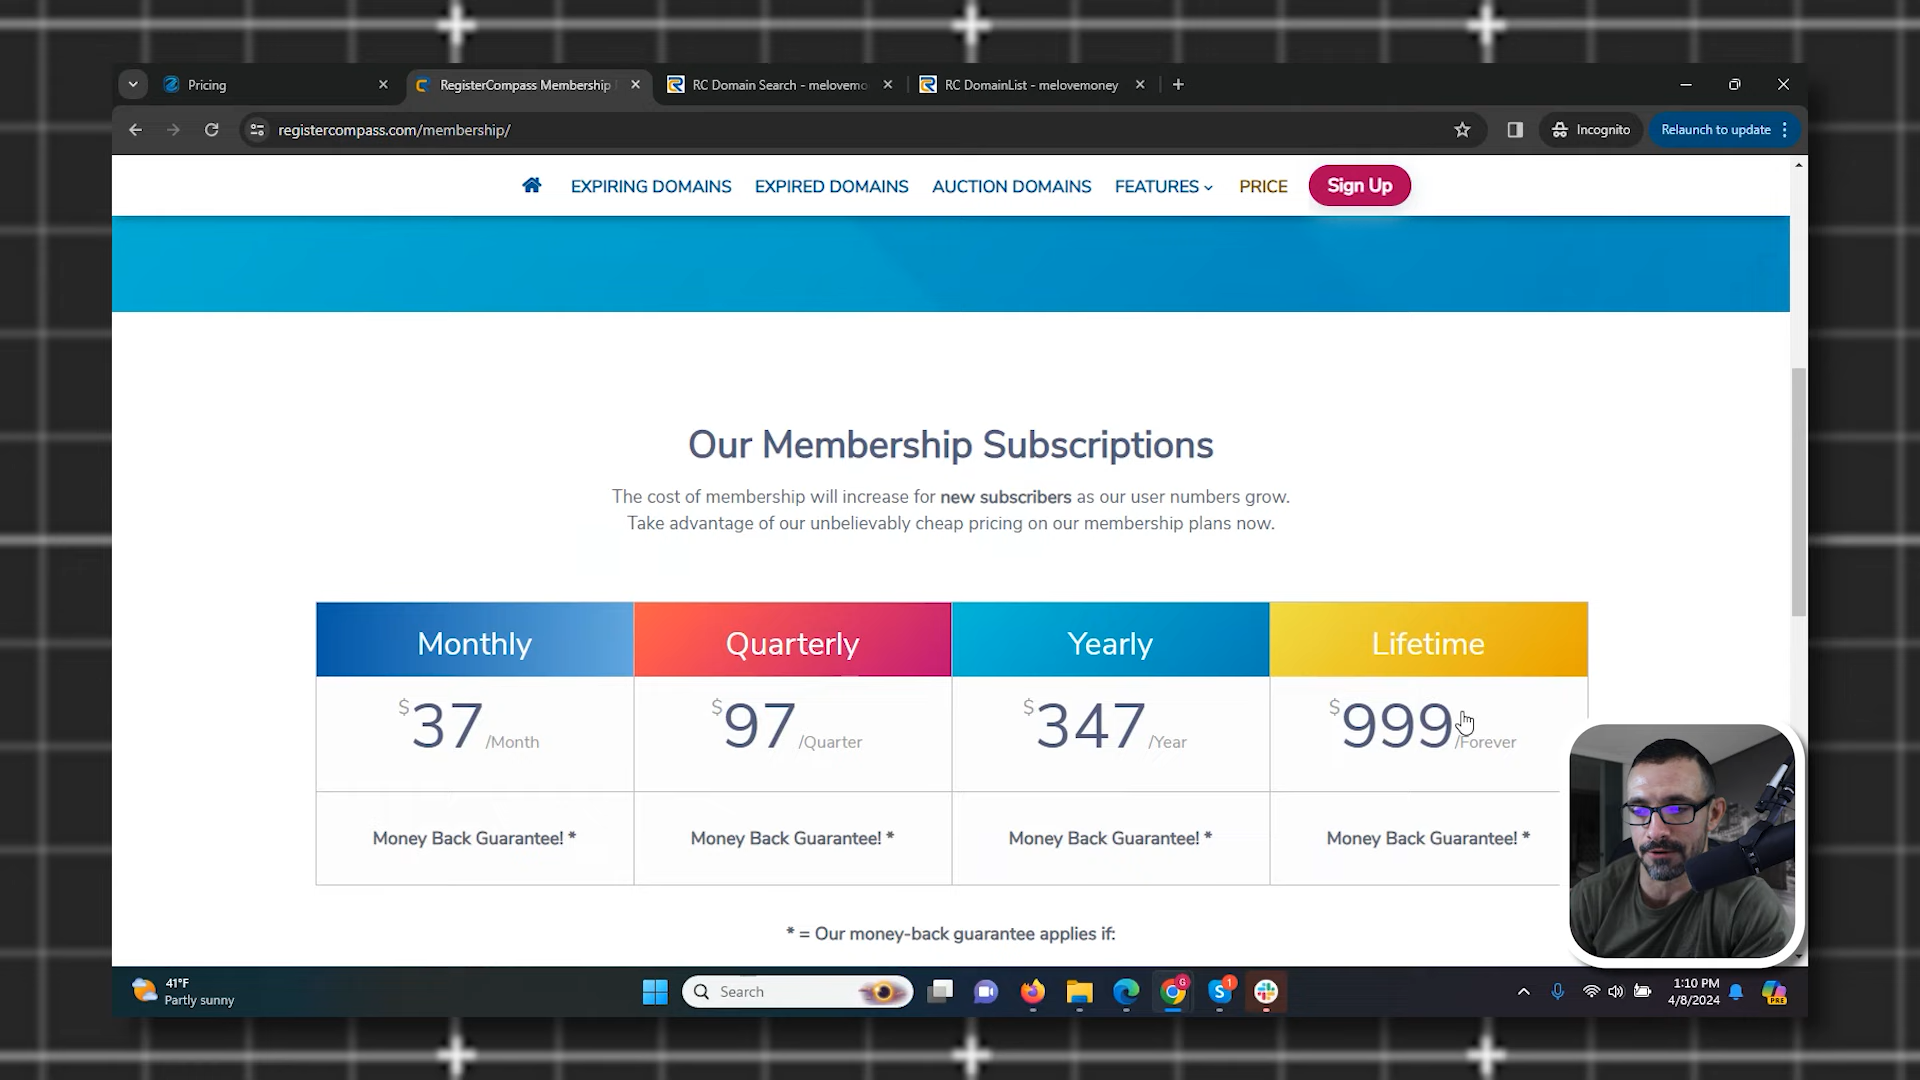 Pricing
RegisterCompass Membership
RC Domain Search - melovemo
RC DomainList - melovemoney
registercompass.com/membership/
Incognito
Relaunch to update
EXPIRING DOMAINS
EXPIRED DOMAINS
AUCTION DOMAINS
FEATURES
PRICE
Sign Up
Our Membership Subscriptions
The cost of membership will increase for new subscribers as our user numbers grow.
Take advantage of our unbelievably cheap pricing on our membership plans now.
Monthly
Quarterly
Yearly
Lifetime
$37 /Month
$97 /Quarter
$347 /Year
$999 /Forever
Money Back Guarantee! *
Money Back Guarantee! *
Money Back Guarantee! *
Money Back Guarantee! *
* = Our money-back guarantee applies if:
41°F
Partly sunny
Search
G
1
1:10 PM
4/8/2024
PRE